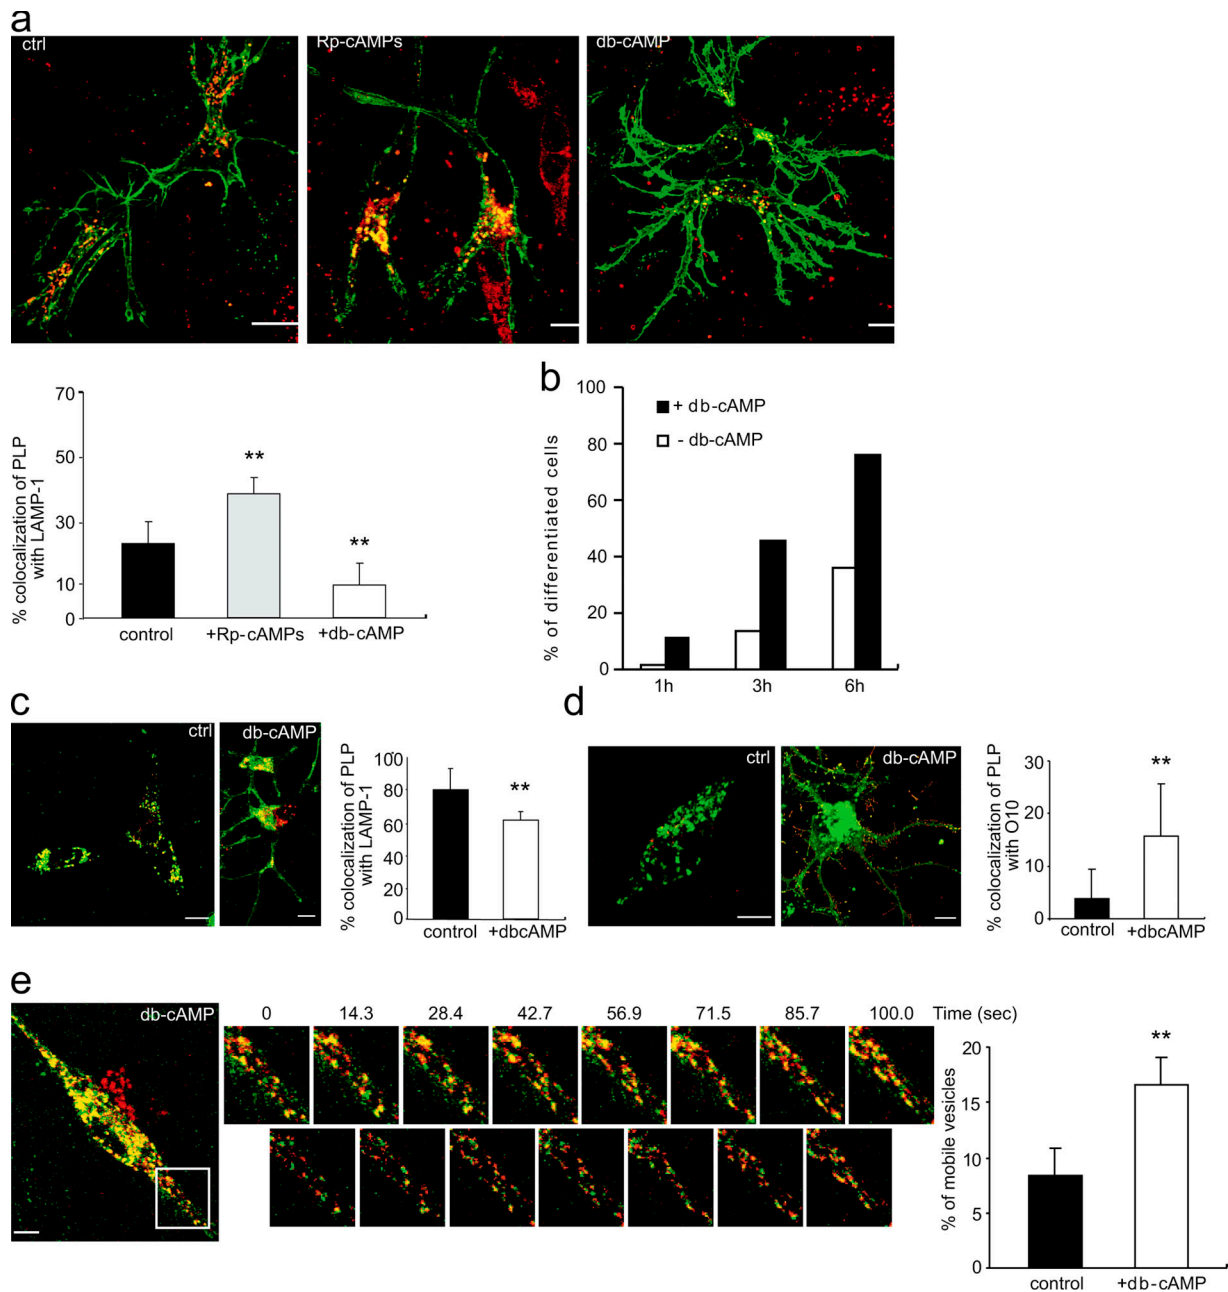 a
ctrl
Rp-cAMPs
db-cAMP
% colocalization of PLP
with LAMP-1
70
50
30
10
0
**
**
control
+Rp-cAMPs
+db-cAMP
b
% of differentiated cells
100
80
60
40
20
0
+ db-cAMP
- db-cAMP
1h
3h
6h
c
ctrl
db-cAMP
% colocalization of PLP
with LAMP-1
100
80
60
40
20
0
**
control
+dbcAMP
d
ctrl
db-cAMP
% colocalization of PLP
with O10
30
20
10
0
**
control
+dbcAMP
e
db-cAMP
0 14.3 28.4 42.7 56.9 71.5 85.7 100.0 Time (sec)
% of mobile vesicles
20
15
10
5
0
**
control
+db-cAMP